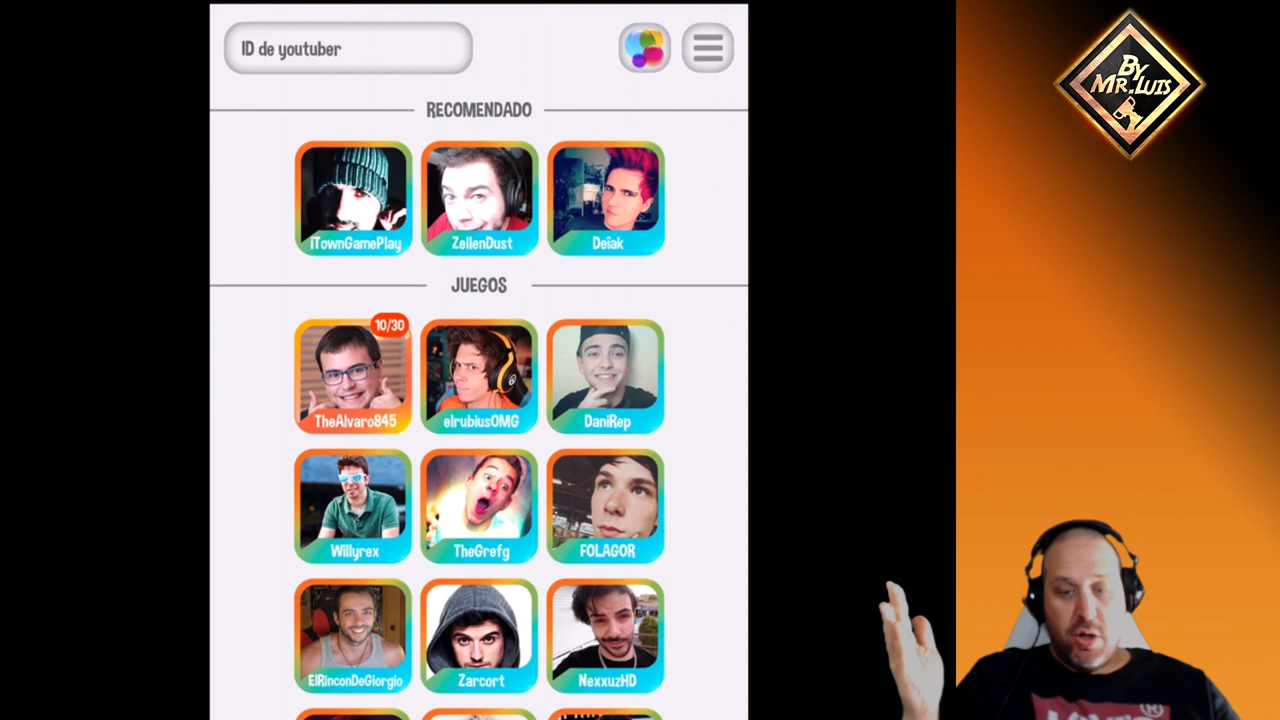 ID de youtuber
RECOMENDADO
iTownGamePlay
ZellenDust
Deîak
JUEGOS
10/30
TheAlvaro845
elrubiusOMG
DaniRep
Willyrex
TheGrefg
FOLAGOR
ElRinconDeGiorgio
Zarcort
NexxuzHD
By
Mr.Luis